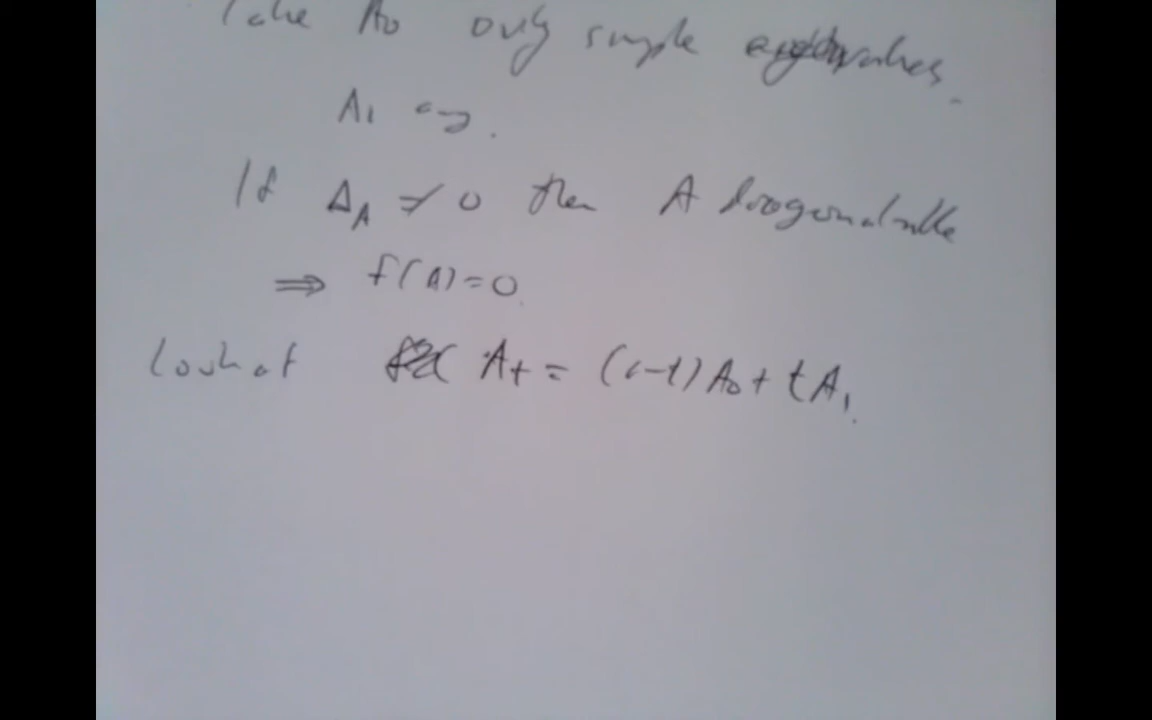 Take A₀ only simple eigenvalues.
A₁ any.
If Δ_A ≠ 0 then A diagonalizable
⇒ f(A)=0.
Look at A_t = (1-t)A₀ + tA₁.